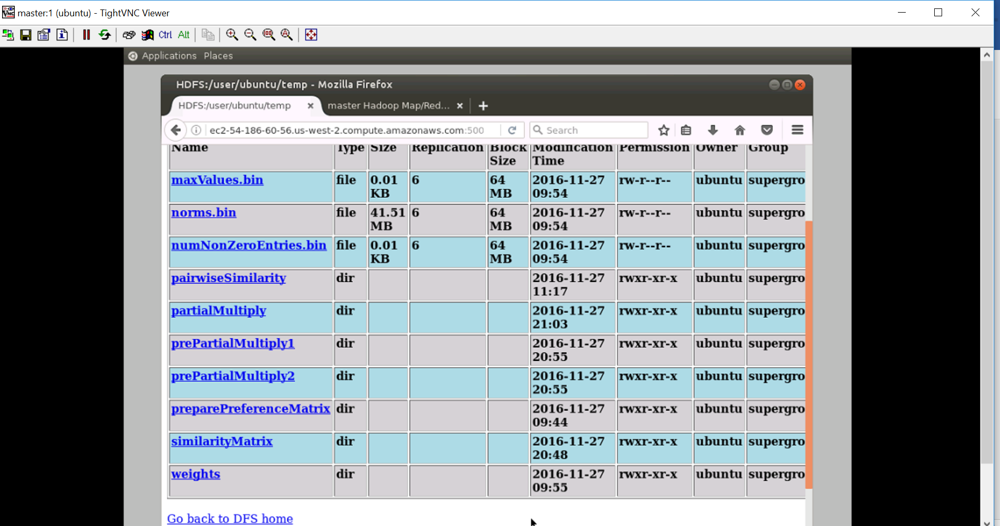 master:1 (ubuntu) - TightVNC Viewer
Ctrl Alt
Applications Places
HDFS:/user/ubuntu/temp - Mozilla Firefox
HDFS:/user/ubuntu/temp
master Hadoop Map/Red...
ec2-54-186-60-56.us-west-2.compute.amazonaws.com:500
Search
Name Type Size Replication Block Size Modification Time Permission Owner Group
maxValues.bin file 0.01 KB 6 64 MB 2016-11-27 09:54 rw-r--r-- ubuntu supergro
norms.bin file 41.51 MB 6 64 MB 2016-11-27 09:54 rw-r--r-- ubuntu supergro
numNonZeroEntries.bin file 0.01 KB 6 64 MB 2016-11-27 09:54 rw-r--r-- ubuntu supergro
pairwiseSimilarity dir 2016-11-27 11:17 rwxr-xr-x ubuntu supergro
partialMultiply dir 2016-11-27 21:03 rwxr-xr-x ubuntu supergro
prePartialMultiply1 dir 2016-11-27 20:55 rwxr-xr-x ubuntu supergro
prePartialMultiply2 dir 2016-11-27 20:55 rwxr-xr-x ubuntu supergro
preparePreferenceMatrix dir 2016-11-27 09:44 rwxr-xr-x ubuntu supergro
similarityMatrix dir 2016-11-27 20:48 rwxr-xr-x ubuntu supergro
weights dir 2016-11-27 09:55 rwxr-xr-x ubuntu supergro
Go back to DFS home